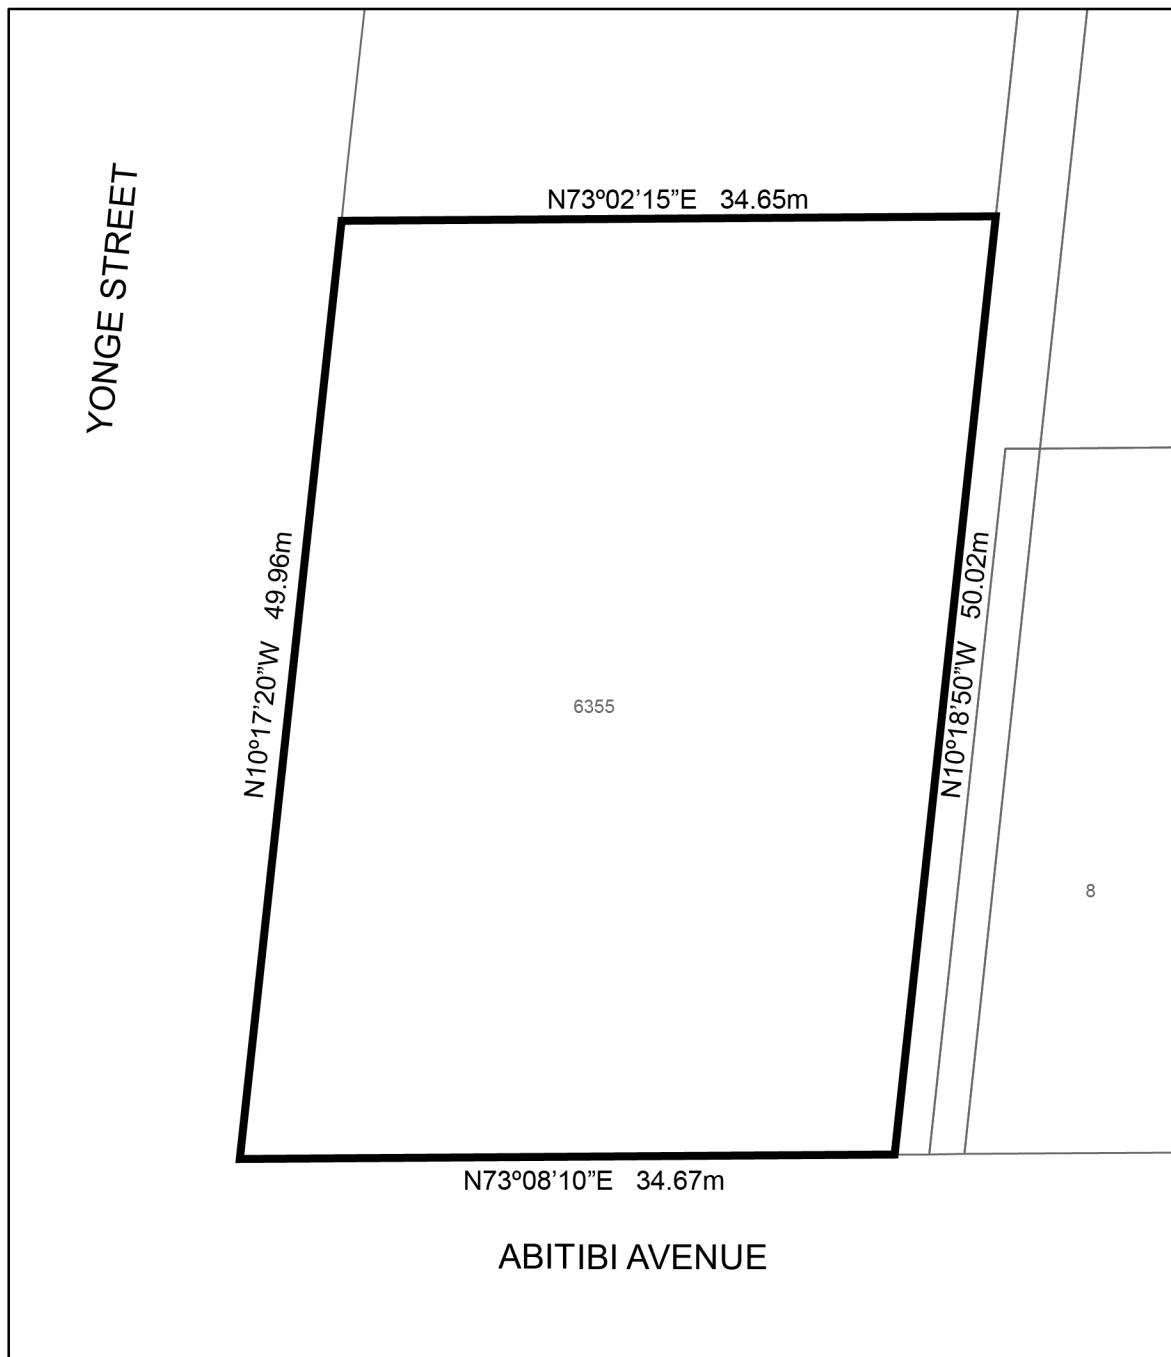 N73º02’15”E 34.65m
YONGE STREET
N10º17’20”W 49.96m
N10º18’50”W 50.02m
6355
8
N73º08’10”E 34.67m
ABITIBI AVENUE